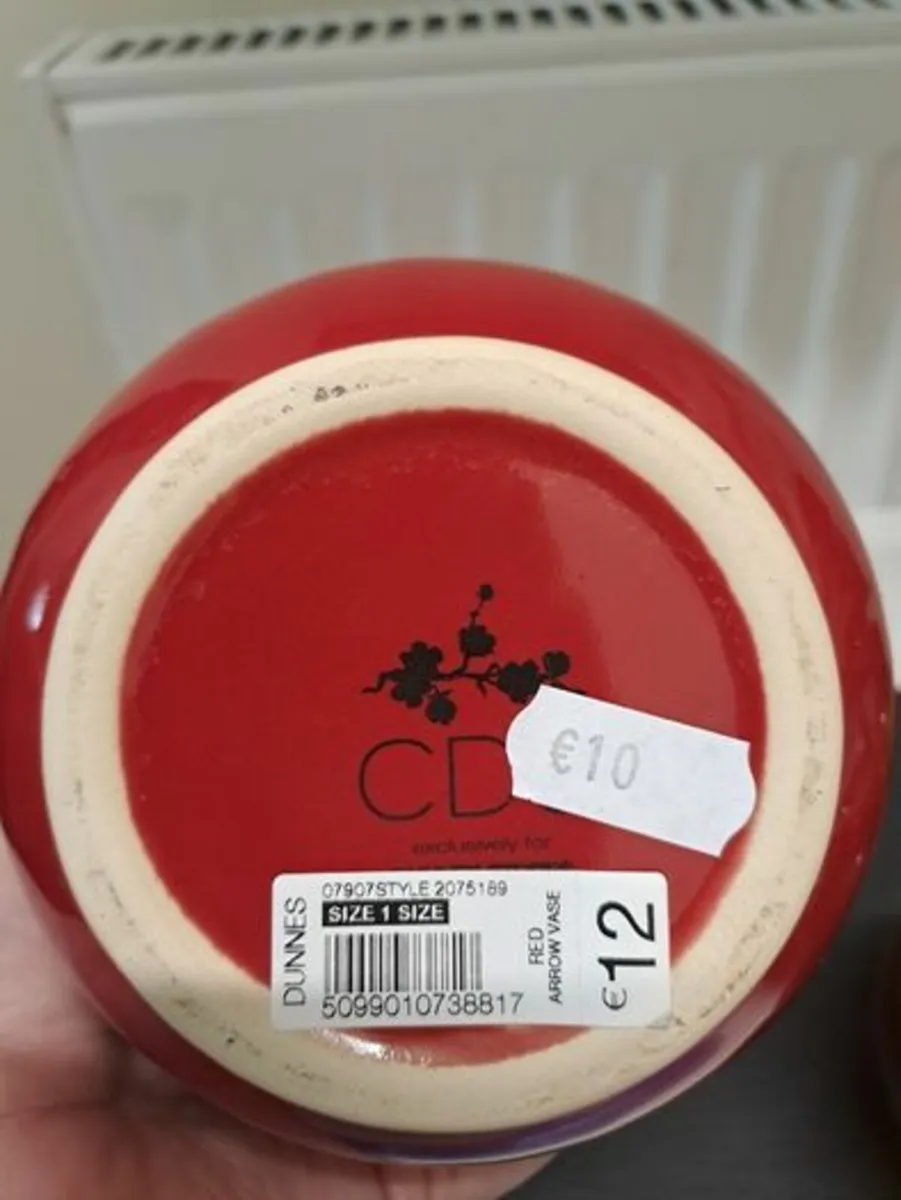 CD
€10
exclusively for
DUNNES
07907STYLE 2075189
SIZE 1 SIZE
5099010738817
RED
ARROW VASE
€12